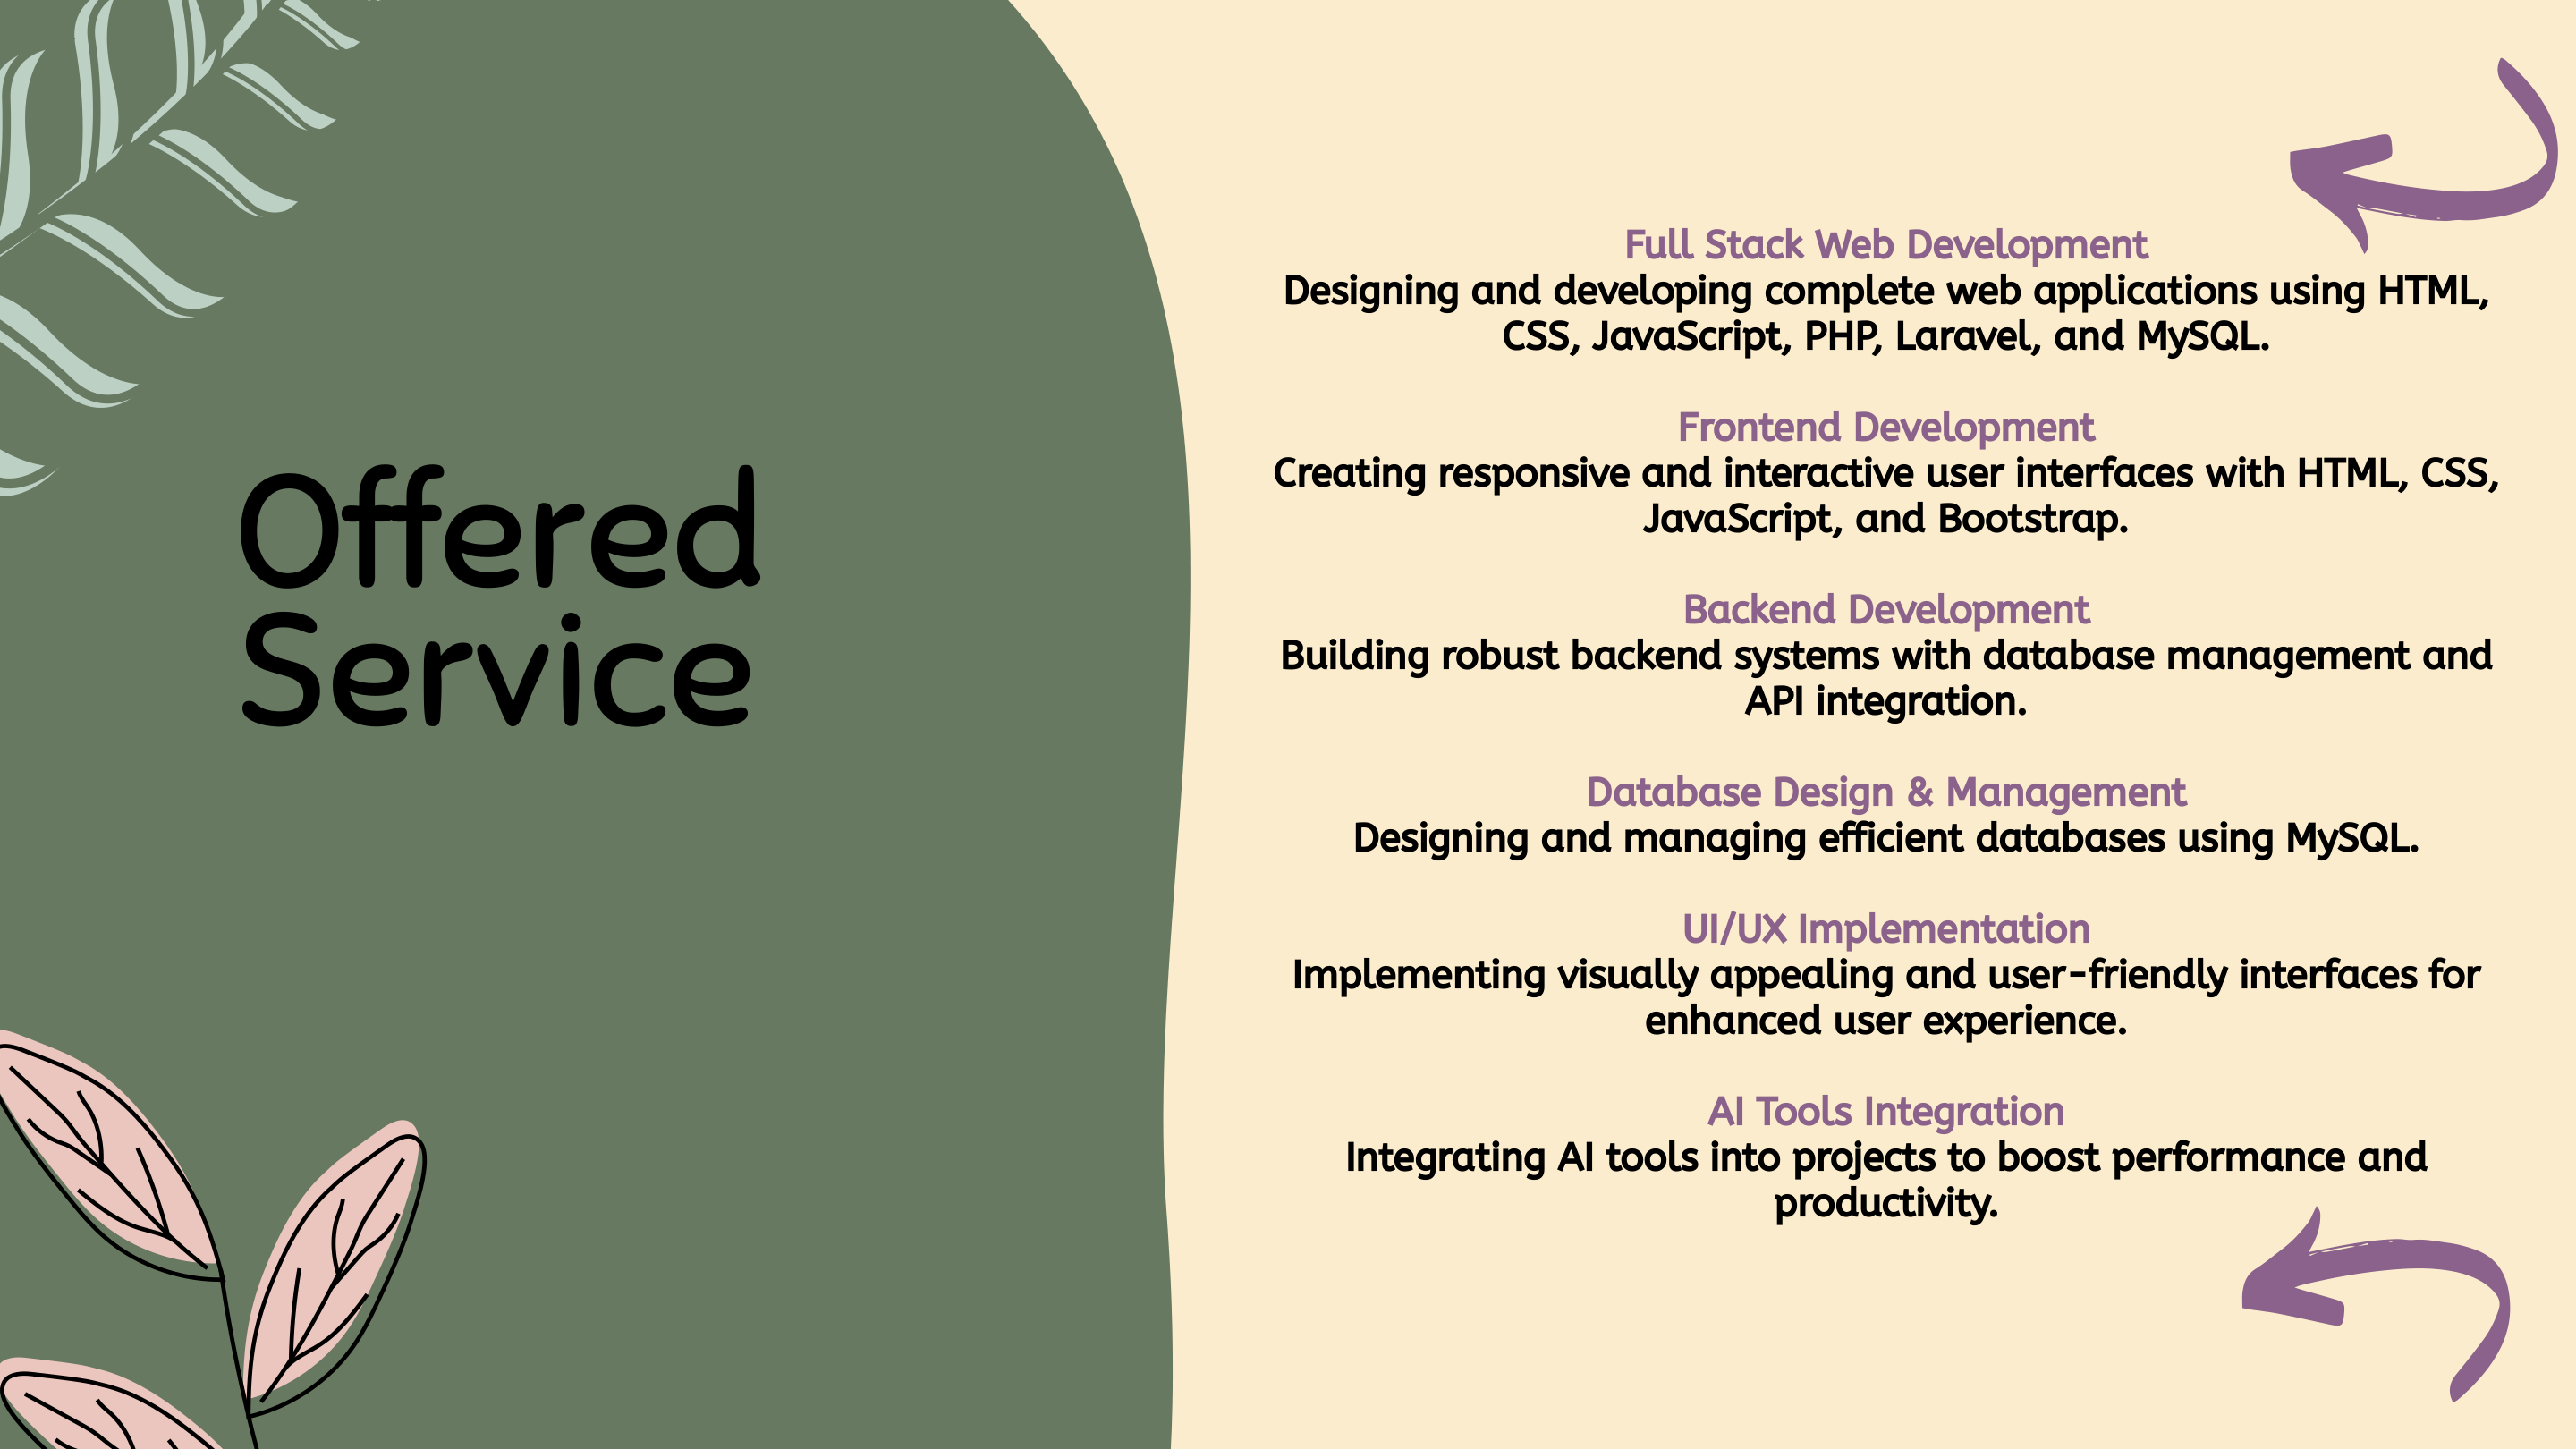 Offered
Service
Full Stack Web Development
Designing and developing complete web applications using HTML,
CSS, JavaScript, PHP, Laravel, and MySQL.
Frontend Development
Creating responsive and interactive user interfaces with HTML, CSS,
JavaScript, and Bootstrap.
Backend Development
Building robust backend systems with database management and
API integration.
Database Design & Management
Designing and managing efficient databases using MySQL.
UI/UX Implementation
Implementing visually appealing and user-friendly interfaces for
enhanced user experience.
AI Tools Integration
Integrating AI tools into projects to boost performance and
productivity.